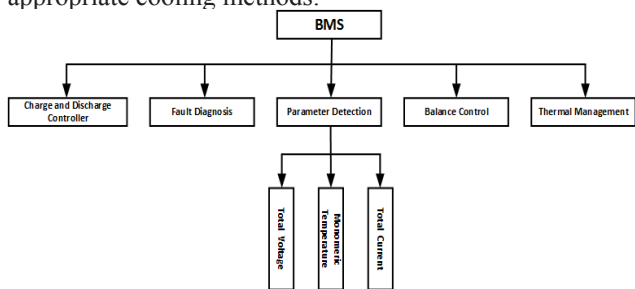 appropriate cooling methods.
BMS
Charge and Discharge
Controller
Fault Diagnosis
Parameter Detection
Balance Control
Thermal Management
Total Voltage
Monomeric
Temperature
Total Current